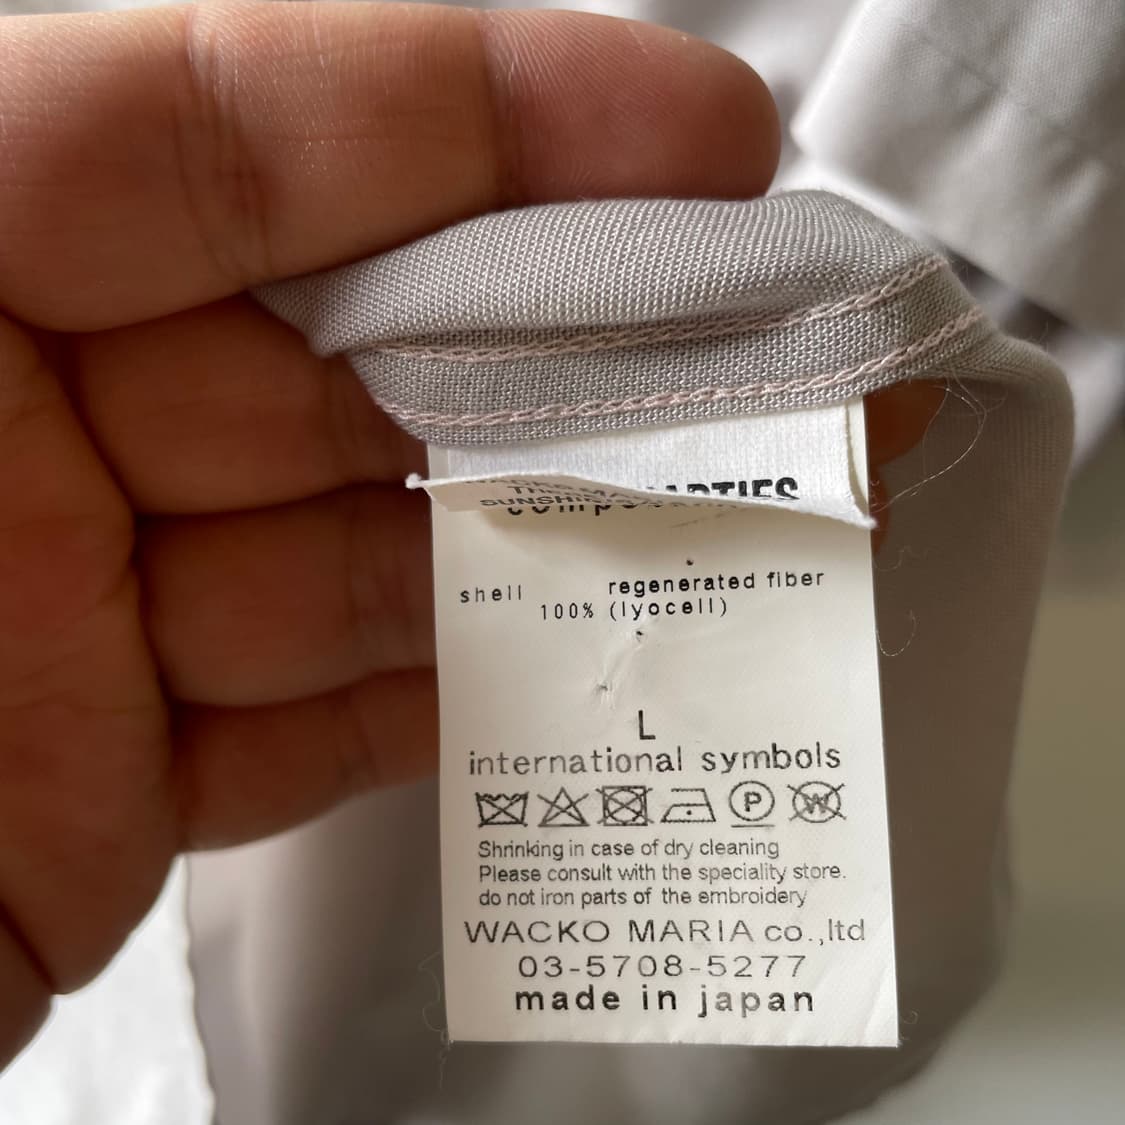 shell regenerated fiber
100% (lyocell)
L
international symbols
P W
Shrinking in case of dry cleaning
Please consult with the speciality store.
do not iron parts of the embroidery
WACKO MARIA co.,ltd
03-5708-5277
made in japan